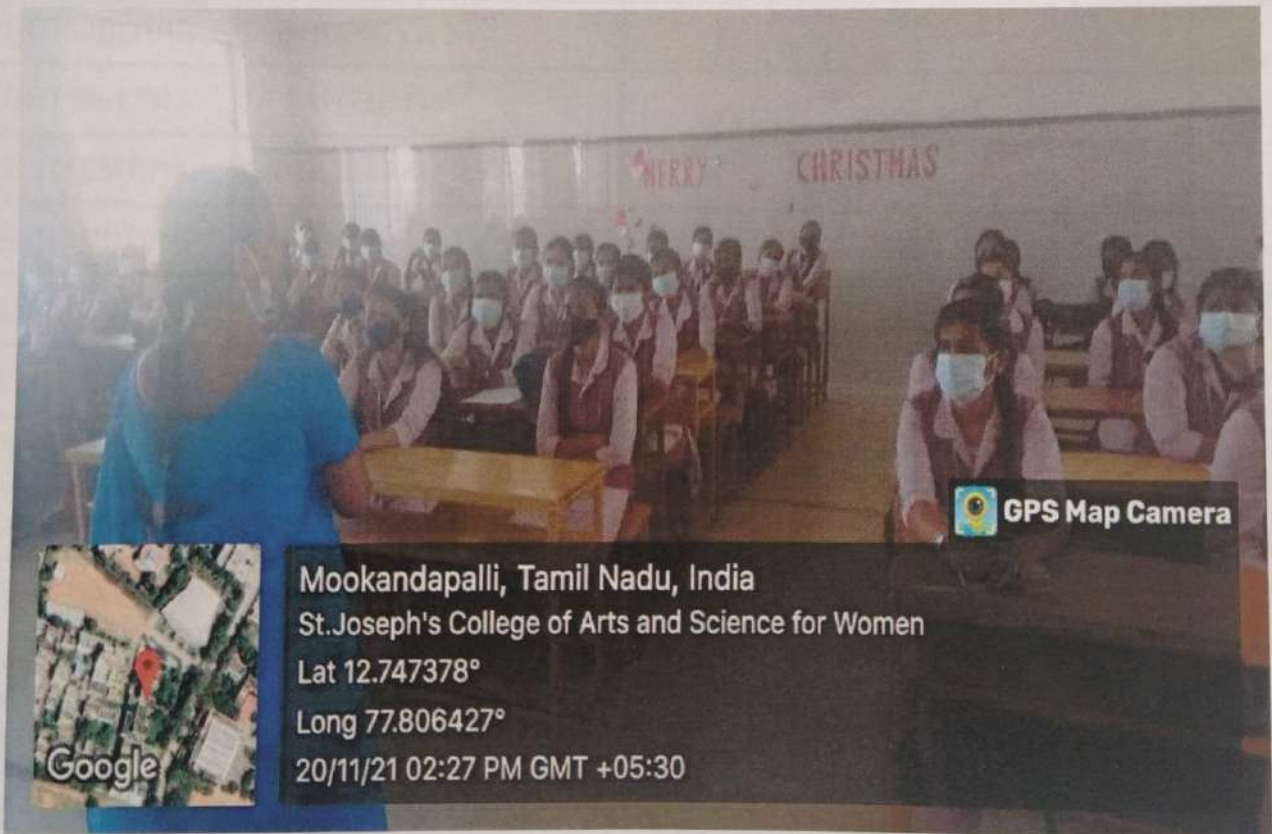 MERRY CHRISTMAS
GPS Map Camera
Mookandapalli, Tamil Nadu, India
St.Joseph's College of Arts and Science for Women
Lat 12.747378°
Long 77.806427°
20/11/21 02:27 PM GMT +05:30
Google